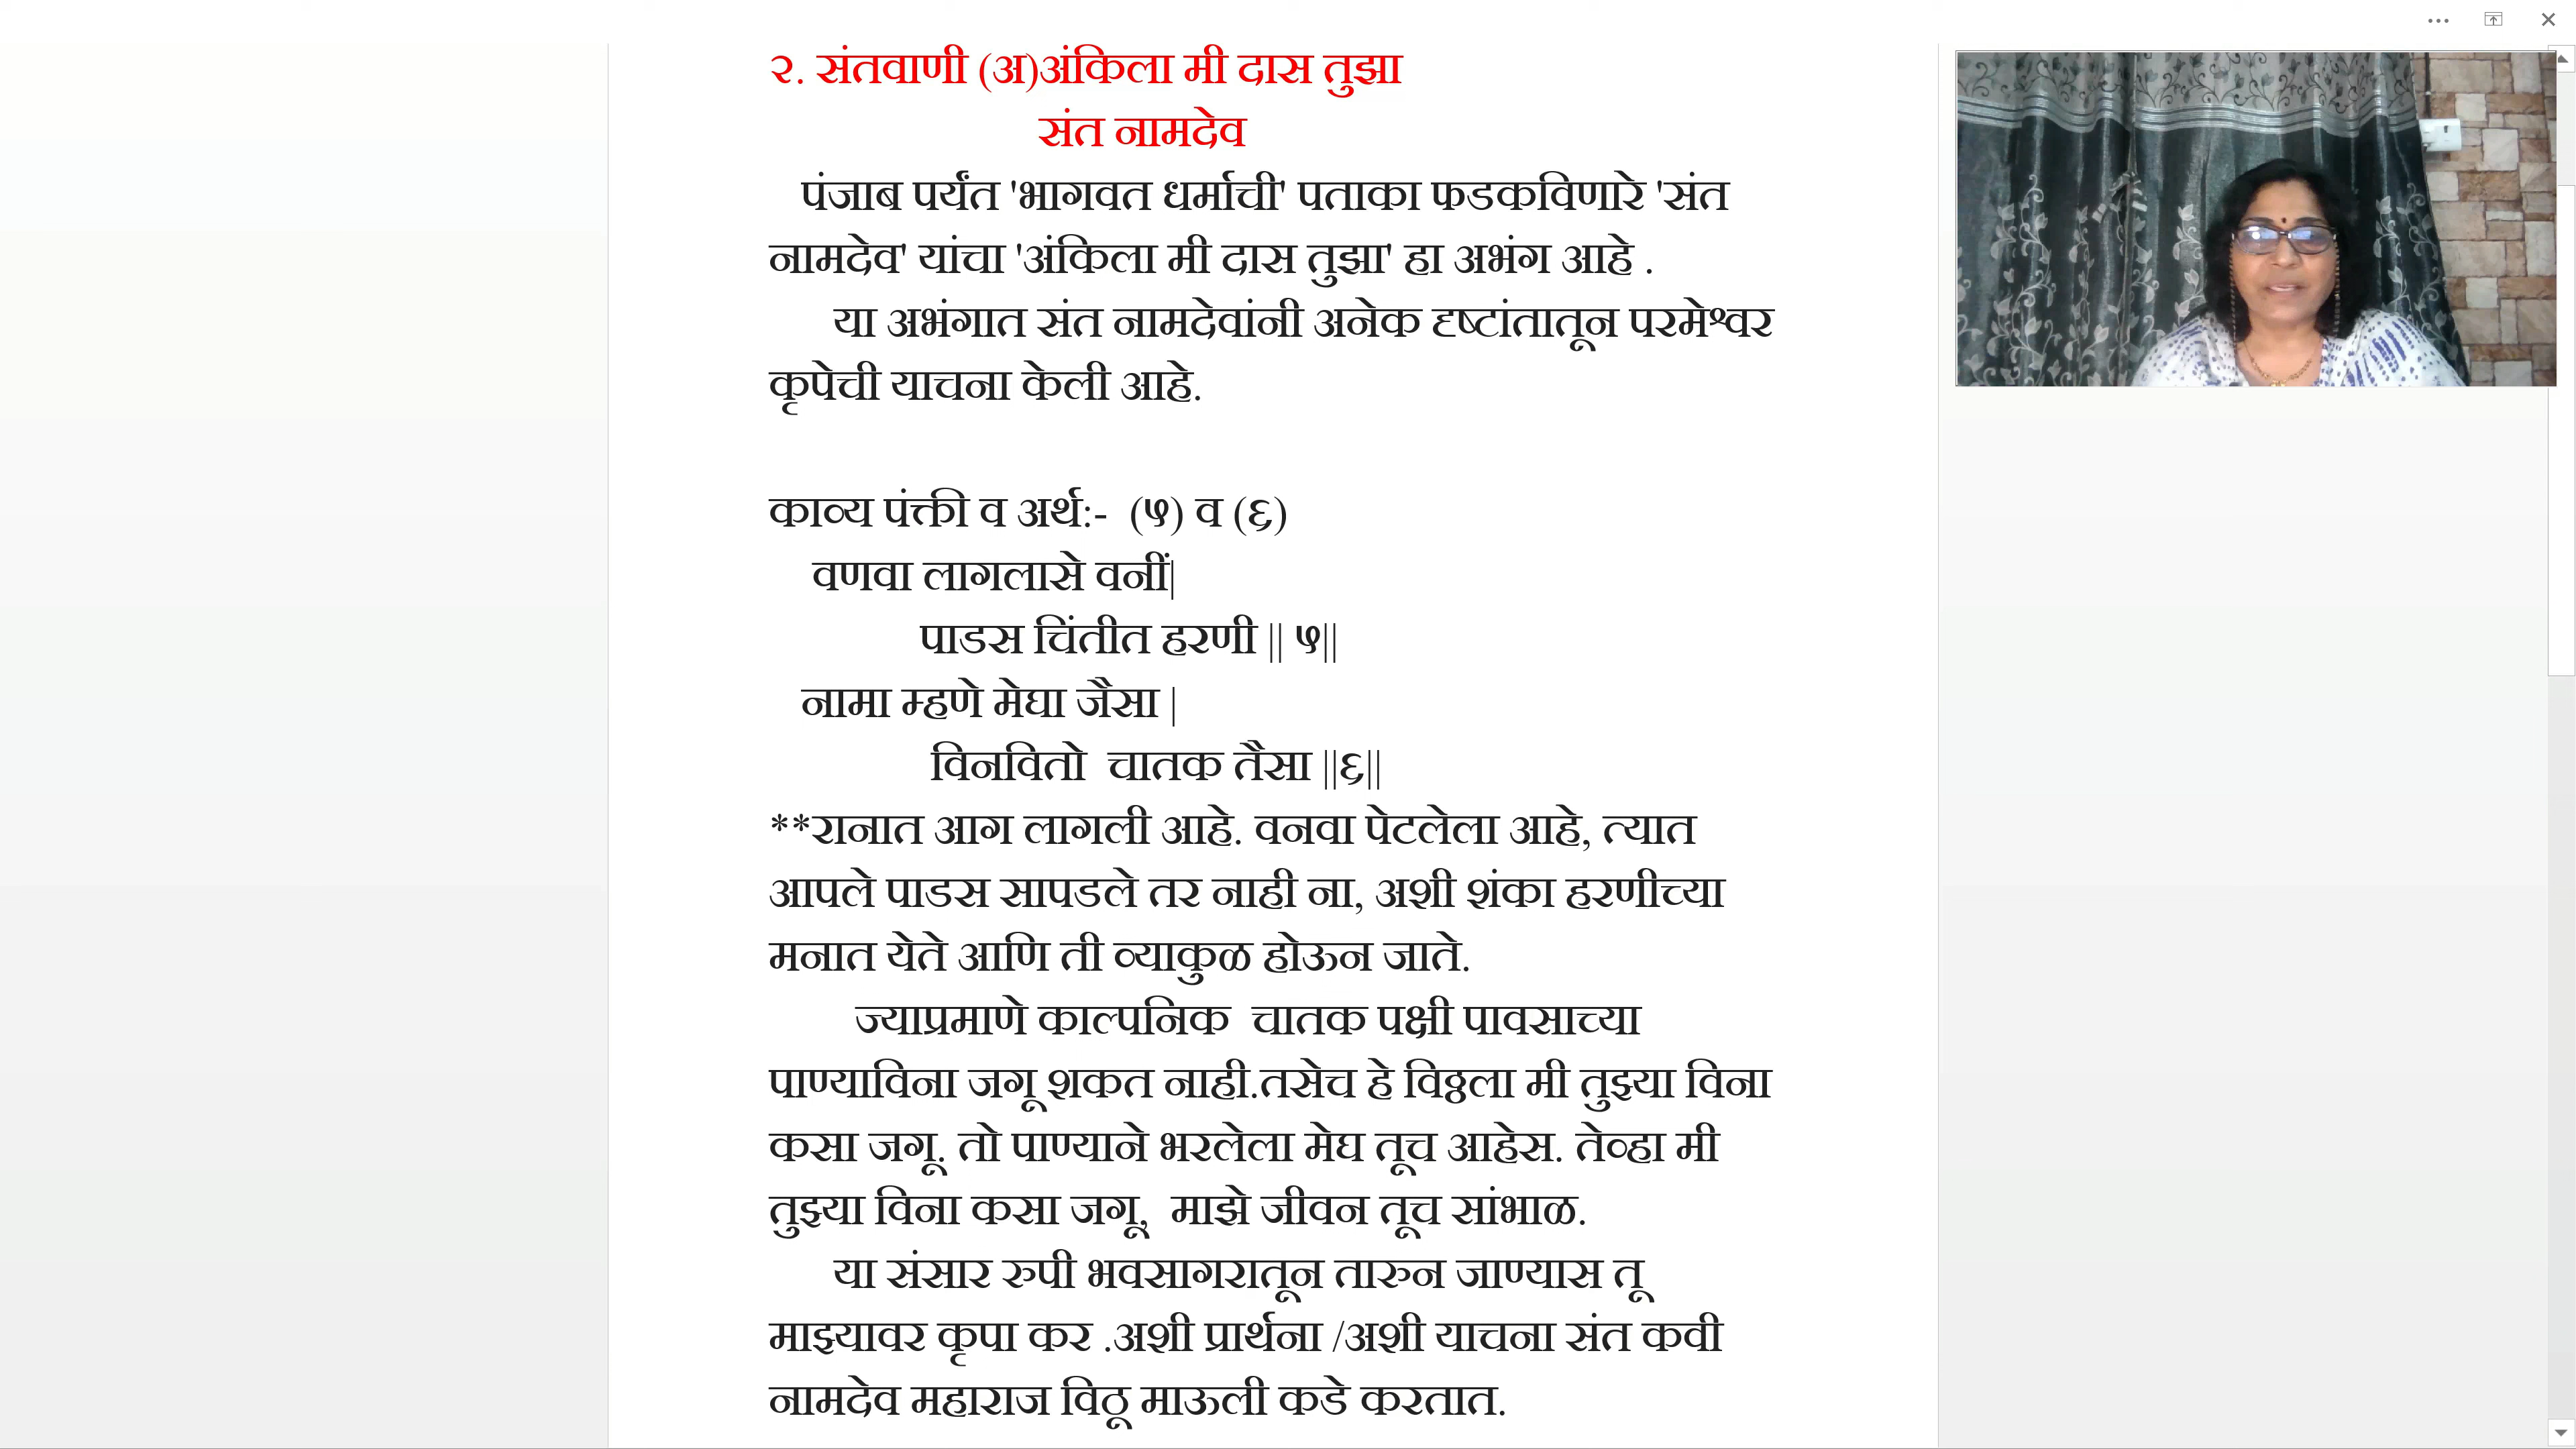 २. संतवाणी (अ)अंकिला मी दास तुझा
संत नामदेव
पंजाब पर्यंत 'भागवत धर्माची' पताका फडकविणारे 'संत
नामदेव' यांचा 'अंकिला मी दास तुझा' हा अभंग आहे .
या अभंगात संत नामदेवांनी अनेक दृष्टांतातून परमेश्वर
कृपेची याचना केली आहे.
काव्य पंक्ती व अर्थ:- (५) व (६)
वणवा लागलासे वनीं|
पाडस चिंतीत हरणी || ५||
नामा म्हणे मेघा जैसा |
विनवितो चातक तैसा ||६||
**रानात आग लागली आहे. वनवा पेटलेला आहे, त्यात
आपले पाडस सापडले तर नाही ना, अशी शंका हरणीच्या
मनात येते आणि ती व्याकुळ होऊन जाते.
ज्याप्रमाणे काल्पनिक चातक पक्षी पावसाच्या
पाण्याविना जगू शकत नाही.तसेच हे विठ्ठला मी तुझ्या विना
कसा जगू. तो पाण्याने भरलेला मेघ तूच आहेस. तेव्हा मी
तुझ्या विना कसा जगू, माझे जीवन तूच सांभाळ.
या संसार रुपी भवसागरातून तारुन जाण्यास तू
माझ्यावर कृपा कर .अशी प्रार्थना /अशी याचना संत कवी
नामदेव महाराज विठू माऊली कडे करतात.